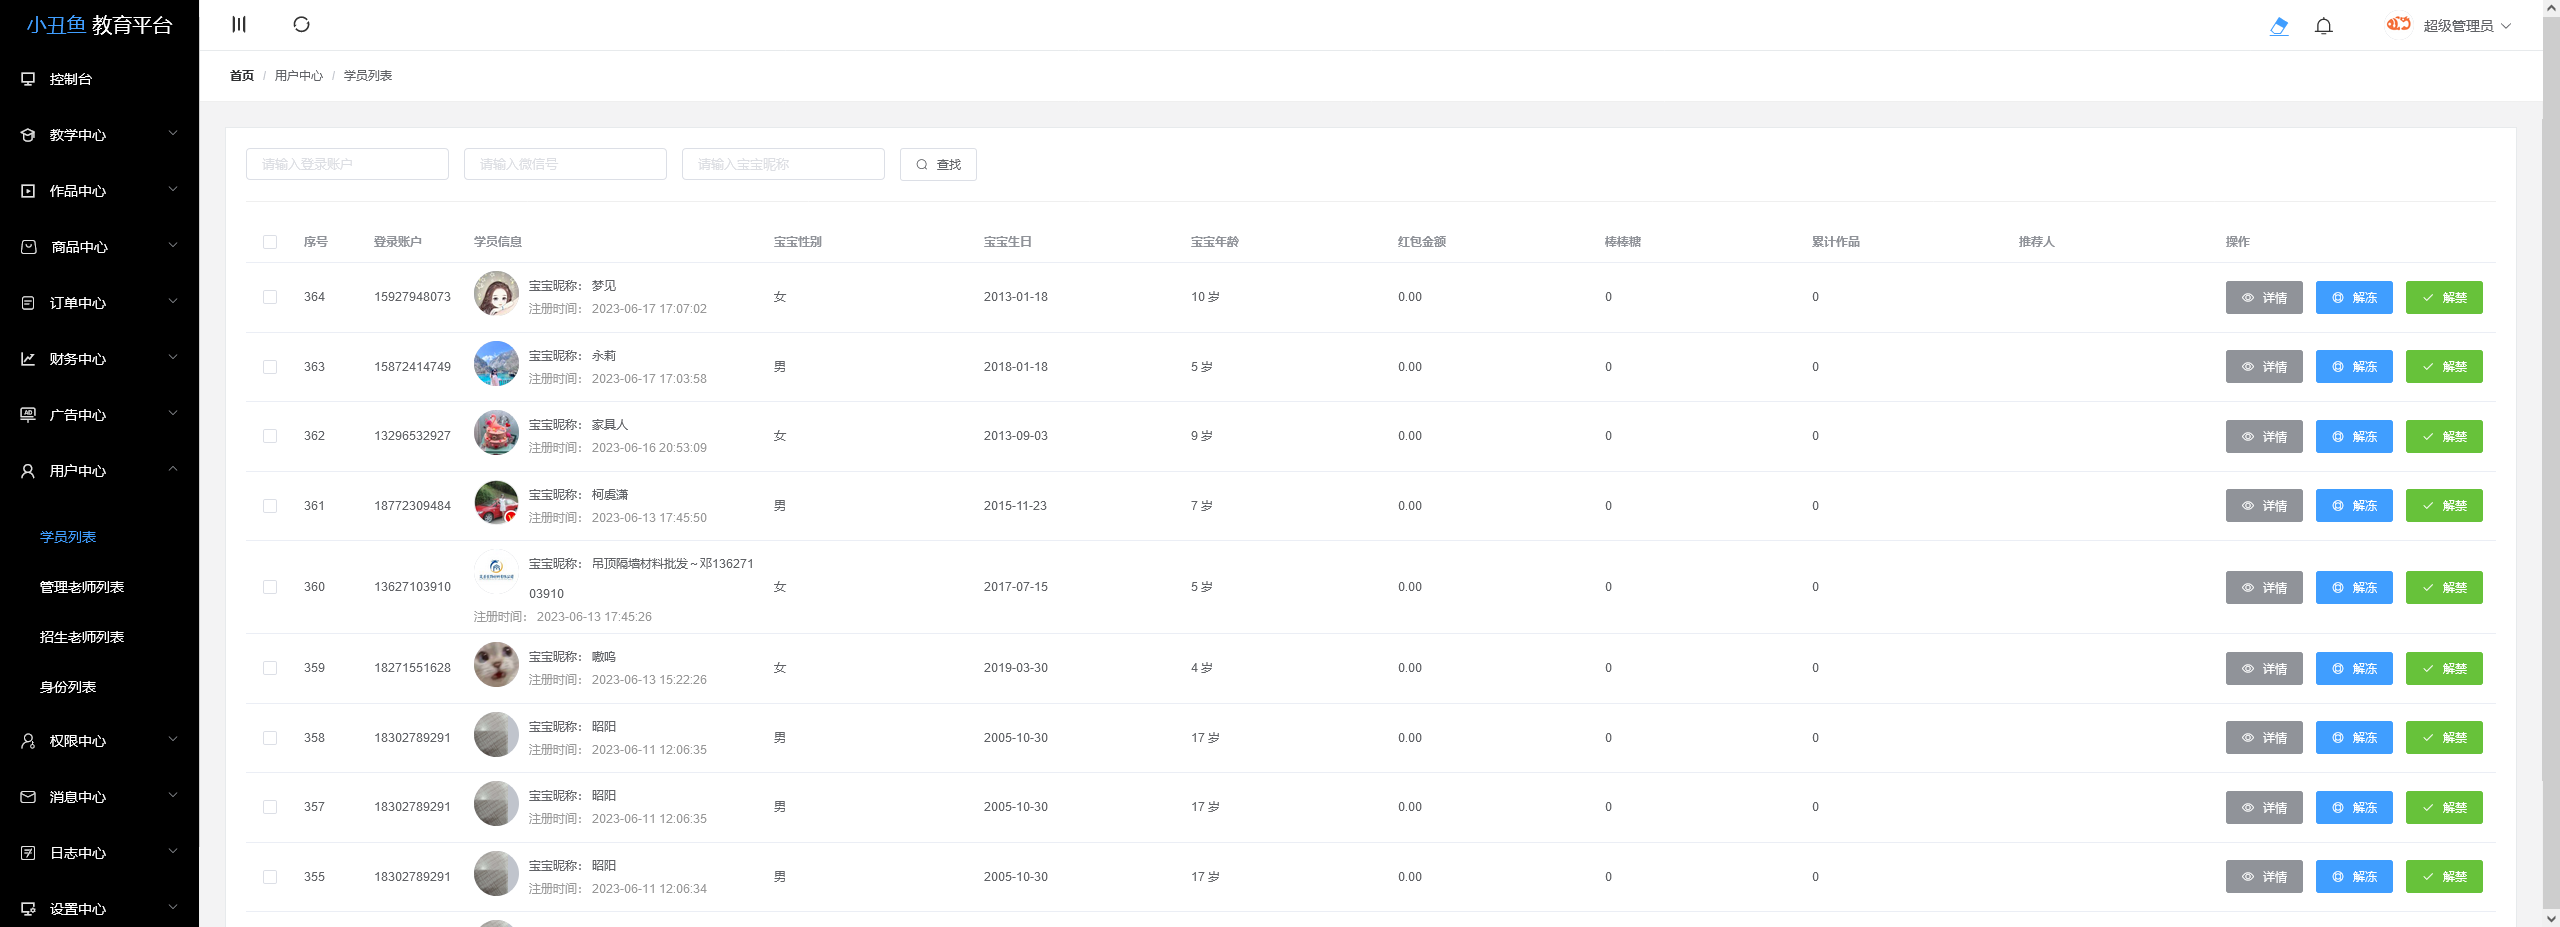 小丑鱼 教育平台
超级管理员
首页 / 用户中心 / 学员列表
控制台
教学中心
作品中心
商品中心
订单中心
财务中心
广告中心
用户中心
学员列表
管理老师列表
招生老师列表
身份列表
权限中心
消息中心
日志中心
设置中心
请输入登录账户 请输入微信号 请输入宝宝昵称 查找
序号 登录账户 学员信息 宝宝性别 宝宝生日 宝宝年龄 红包金额 棒棒糖 累计作品 推荐人 操作
364 15927948073 宝宝昵称： 梦见 女 2013-01-18 10 岁 0.00 0 0 详情 解冻 解禁
注册时间： 2023-06-17 17:07:02
363 15872414749 宝宝昵称： 永莉 男 2018-01-18 5 岁 0.00 0 0 详情 解冻 解禁
注册时间： 2023-06-17 17:03:58
362 13296532927 宝宝昵称： 家具人 女 2013-09-03 9 岁 0.00 0 0 详情 解冻 解禁
注册时间： 2023-06-16 20:53:09
361 18772309484 宝宝昵称： 柯虞潇 男 2015-11-23 7 岁 0.00 0 0 详情 解冻 解禁
注册时间： 2023-06-13 17:45:50
360 13627103910 宝宝昵称： 吊顶隔墙材料批发～邓136271 女 2017-07-15 5 岁 0.00 0 0 详情 解冻 解禁
03910
注册时间： 2023-06-13 17:45:26
359 18271551628 宝宝昵称： 嗷呜 女 2019-03-30 4 岁 0.00 0 0 详情 解冻 解禁
注册时间： 2023-06-13 15:22:26
358 18302789291 宝宝昵称： 昭阳 男 2005-10-30 17 岁 0.00 0 0 详情 解冻 解禁
注册时间： 2023-06-11 12:06:35
357 18302789291 宝宝昵称： 昭阳 男 2005-10-30 17 岁 0.00 0 0 详情 解冻 解禁
注册时间： 2023-06-11 12:06:35
355 18302789291 宝宝昵称： 昭阳 男 2005-10-30 17 岁 0.00 0 0 详情 解冻 解禁
注册时间： 2023-06-11 12:06:34